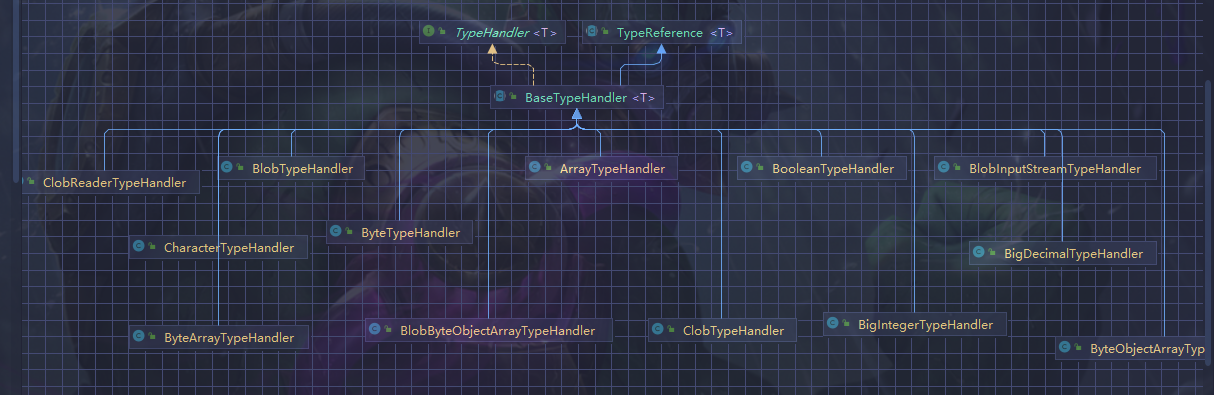 TypeHandler <T>
TypeReference <T>
BaseTypeHandler <T>
ClobReaderTypeHandler
BlobTypeHandler
ArrayTypeHandler
BooleanTypeHandler
BlobInputStreamTypeHandler
ByteTypeHandler
CharacterTypeHandler
BigDecimalTypeHandler
ByteArrayTypeHandler
BlobByteObjectArrayTypeHandler
ClobTypeHandler
BigIntegerTypeHandler
ByteObjectArrayTyp